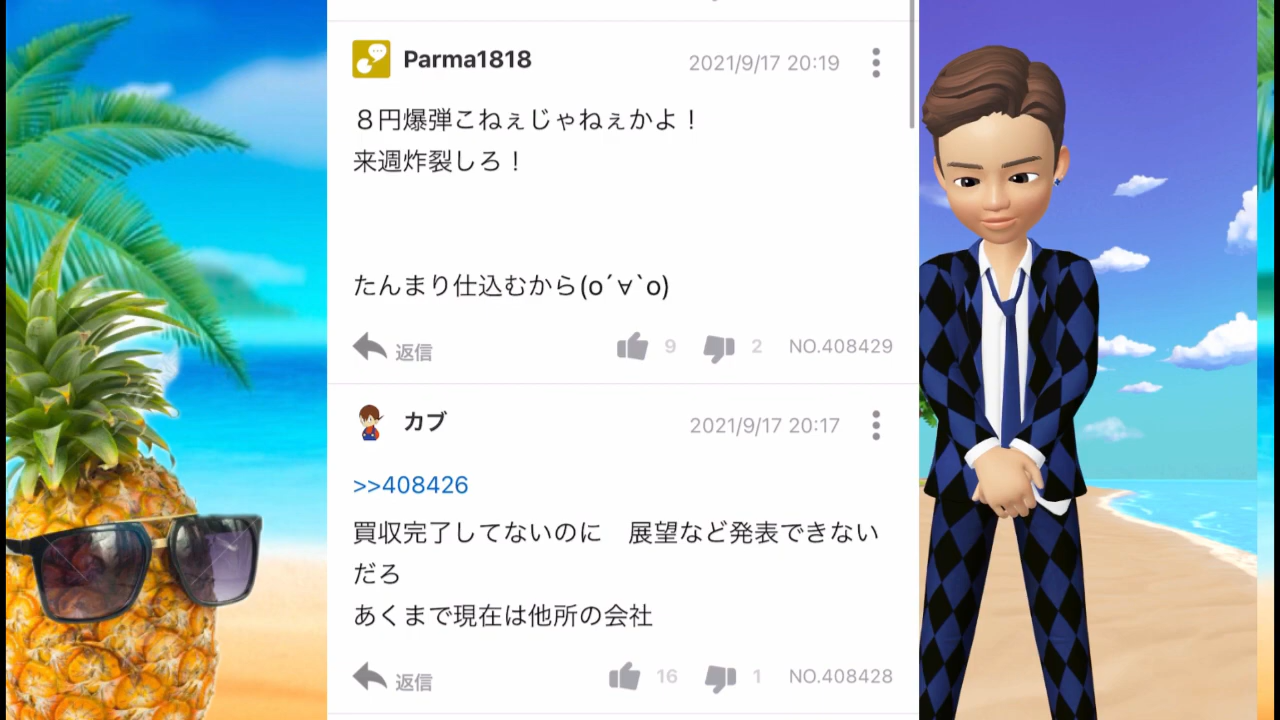 Parma1818
2021/9/17 20:19
８円爆弾こねぇじゃねぇかよ！
来週炸裂しろ！
たんまり仕込むから(o´∀`o)
返信
9
2
NO.408429
カブ
2021/9/17 20:17
>>408426
買収完了してないのに　展望など発表できない
だろ
あくまで現在は他所の会社
返信
16
1
NO.408428